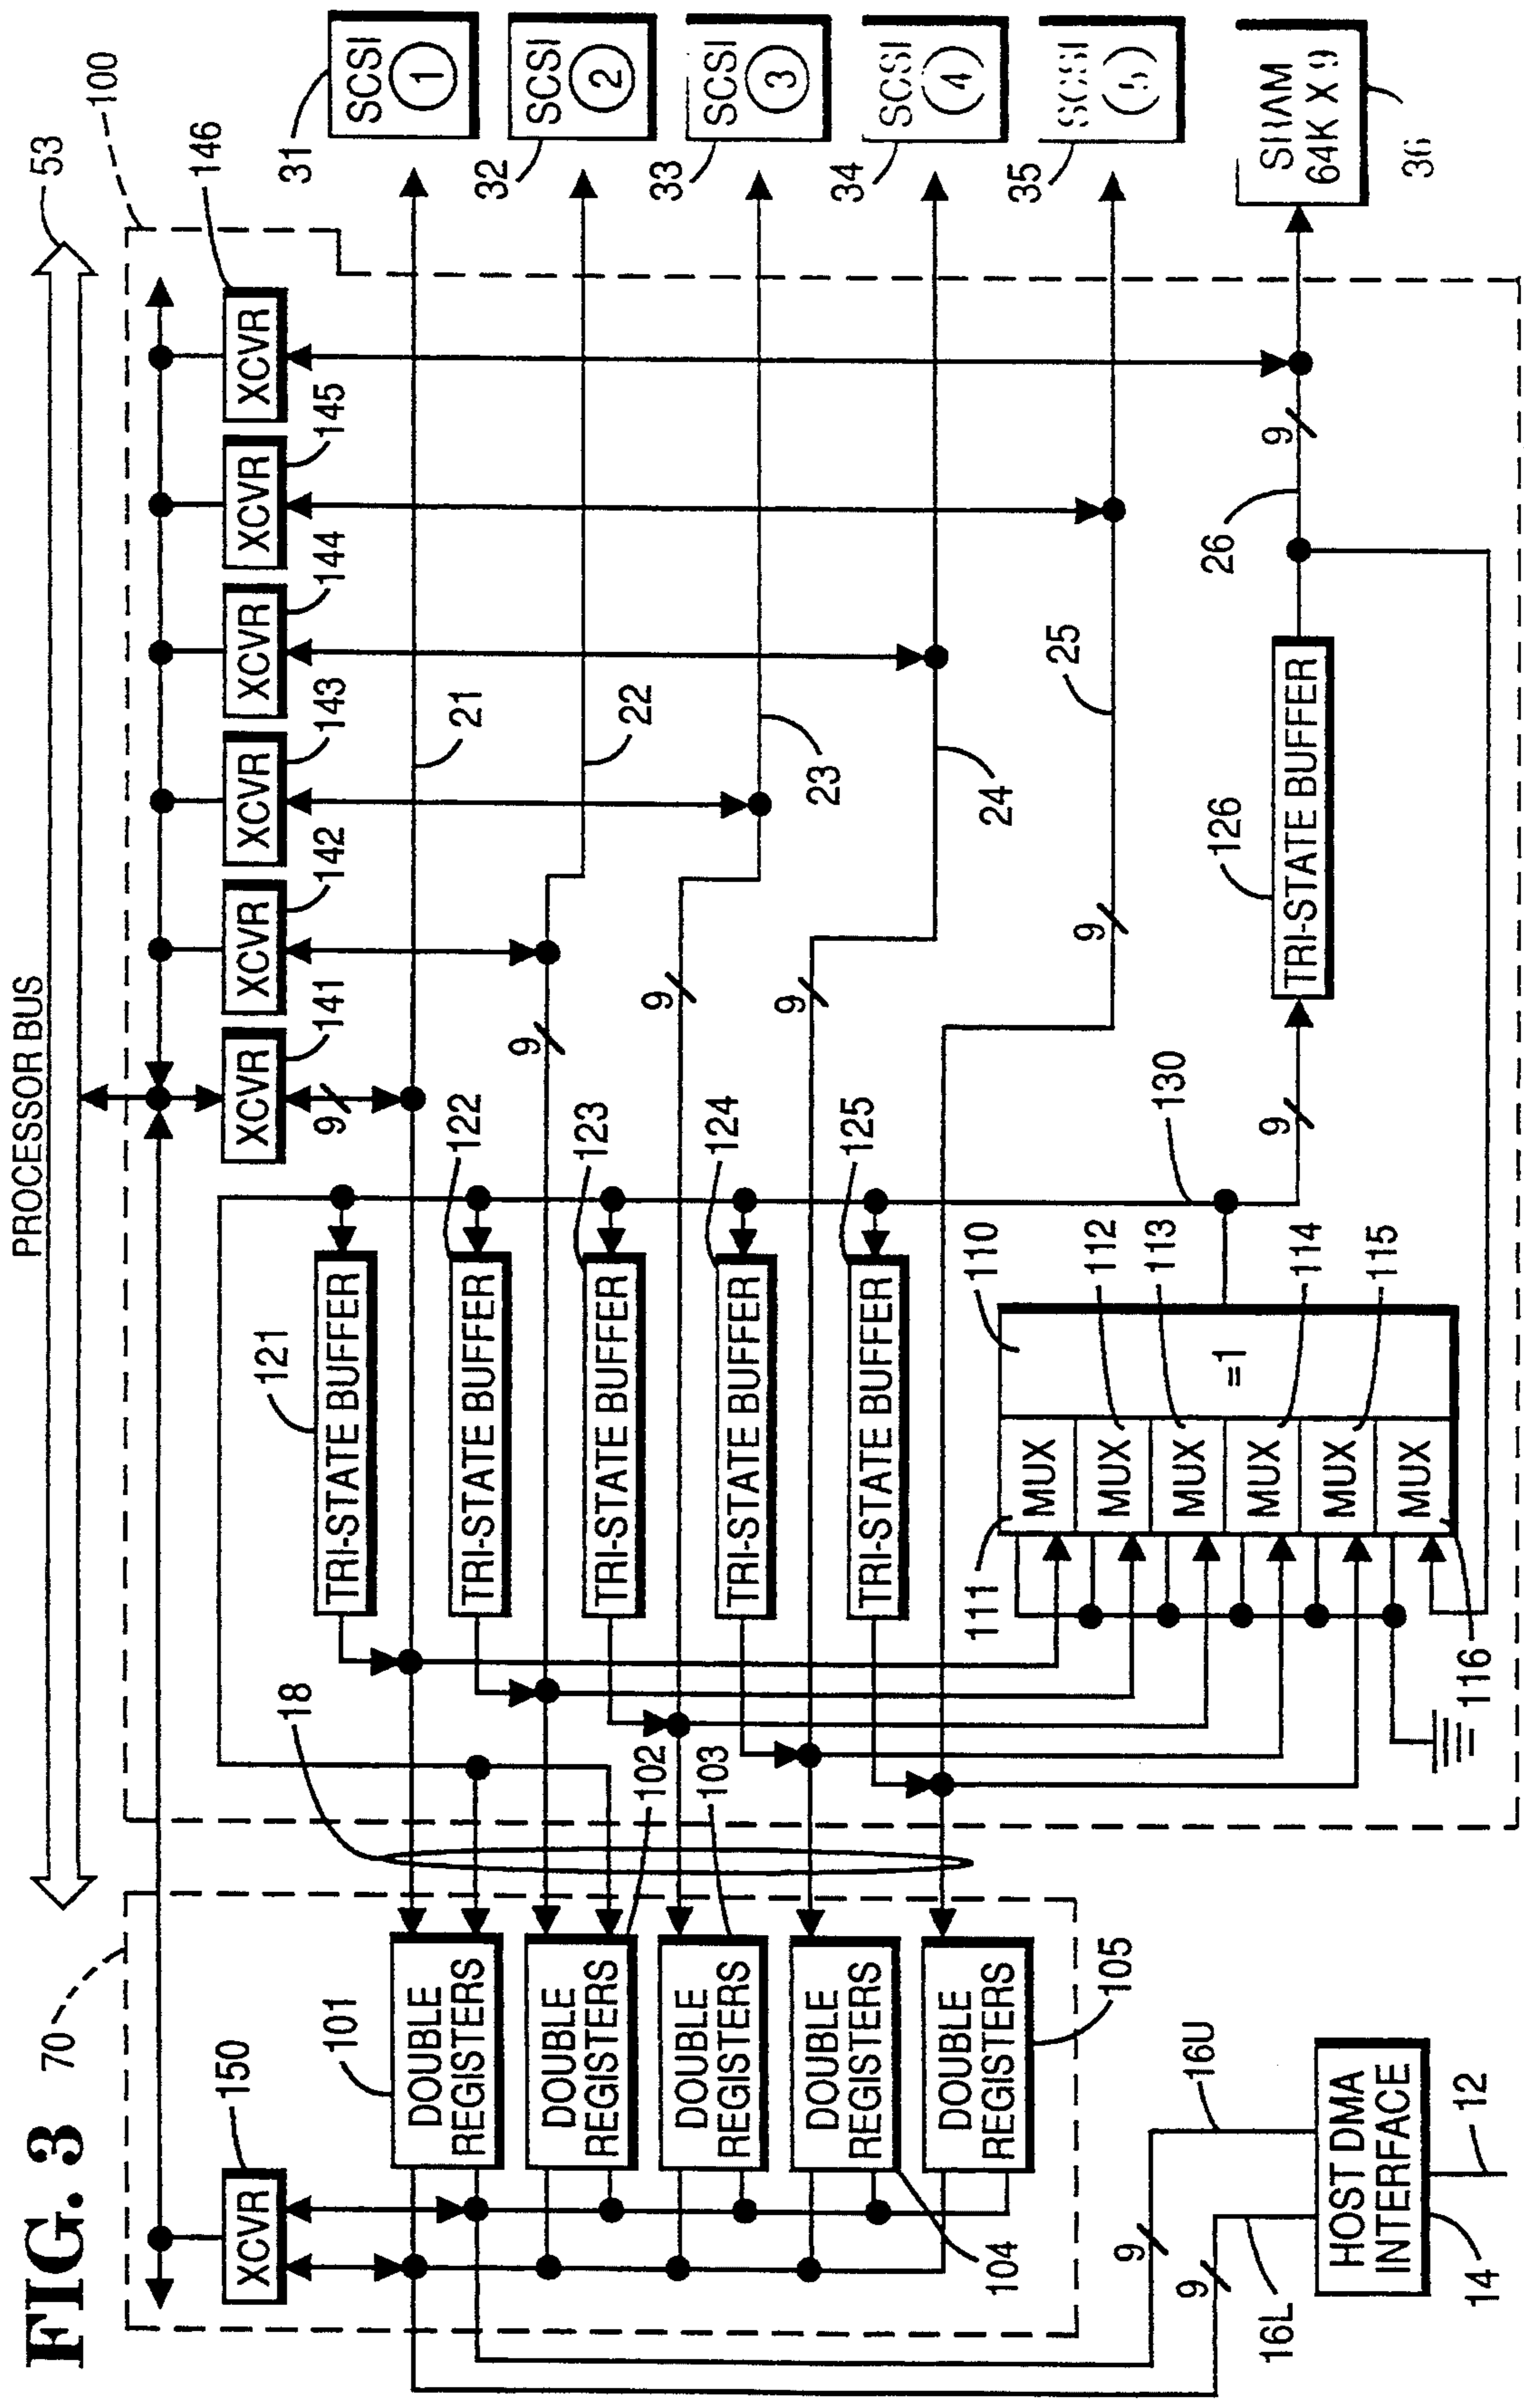 FIG. 3
PROCESSOR BUS
53
70
100
150
XCVR
141
XCVR
142
XCVR
143
XCVR
144
XCVR
145
XCVR
146
XCVR
9
101
DOUBLE
REGISTERS
102
DOUBLE
REGISTERS
103
DOUBLE
REGISTERS
104
DOUBLE
REGISTERS
105
DOUBLE
REGISTERS
18
121
TRI-STATE BUFFER
122
TRI-STATE BUFFER
123
TRI-STATE BUFFER
124
TRI-STATE BUFFER
125
TRI-STATE BUFFER
21
22
23
24
25
9
9
9
9
31
SCSI
1
32
SCSI
2
33
SCSI
3
34
SCSI
4
35
SCSI
5
110
=1
111
MUX
112
MUX
113
MUX
114
MUX
115
MUX
116
MUX
130
9
126
TRI-STATE BUFFER
26
9
SRAM
64K X 9
36
16U
9
16L
9
HOST DMA
INTERFACE
14
12